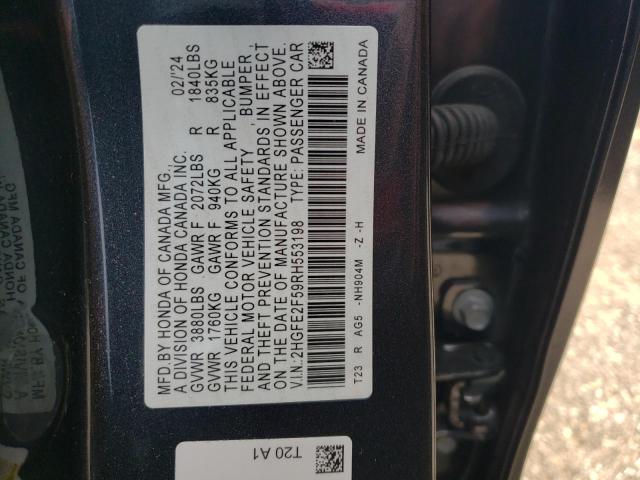 MFD.BY HONDA OF CANADA MFG., 02/'24
A DIVISION OF HONDA CANADA INC.
GVWR 3880LBS GAWR F 2072LBS R 1840LBS
GVWR 1760KG GAWR F 940KG R 835KG
THIS VEHICLE CONFORMS TO ALL APPLICABLE
FEDERAL MOTOR VEHICLE SAFETY , BUMPER ,
AND THEFT PREVENTION STANDARDS IN EFFECT
ON THE DATE OF MANUFACTURE SHOWN ABOVE.
V.I.N.:2HGFE2F59RH553198 TYPE: PASSENGER CAR
T23 R AG5 -NH904M -Z -H MADE IN CANADA
T20 A1